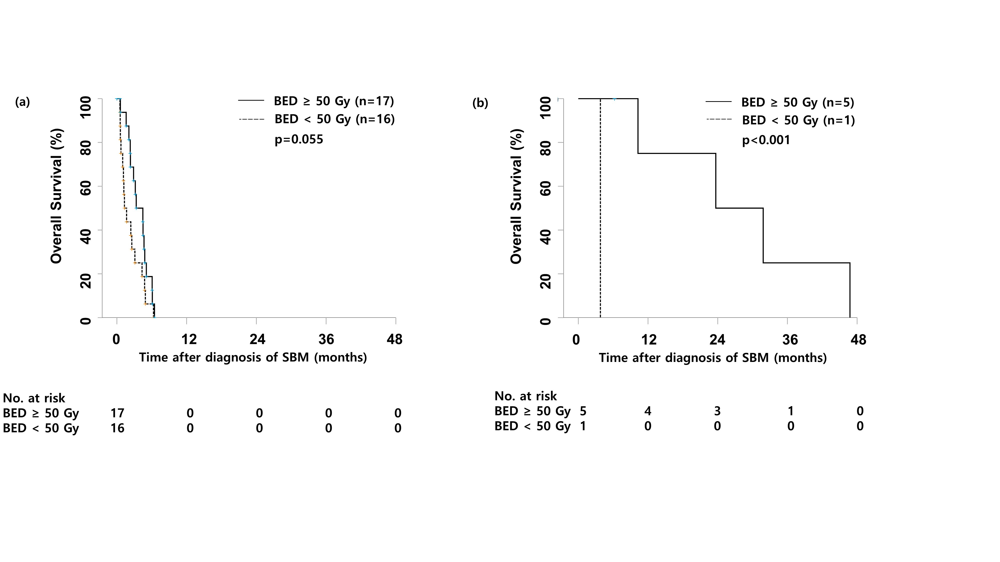 (a)
BED ≥ 50 Gy (n=17)
BED < 50 Gy (n=16)
p=0.055
Overall Survival (%)
100
80
60
40
20
0
0 12 24 36 48
Time after diagnosis of SBM (months)
No. at risk
BED ≥ 50 Gy 17 0 0 0 0
BED < 50 Gy 16 0 0 0 0
(b)
BED ≥ 50 Gy (n=5)
BED < 50 Gy (n=1)
p<0.001
Overall Survival (%)
100
80
60
40
20
0
0 12 24 36 48
Time after diagnosis of SBM (months)
No. at risk
BED ≥ 50 Gy 5 4 3 1 0
BED < 50 Gy 1 0 0 0 0